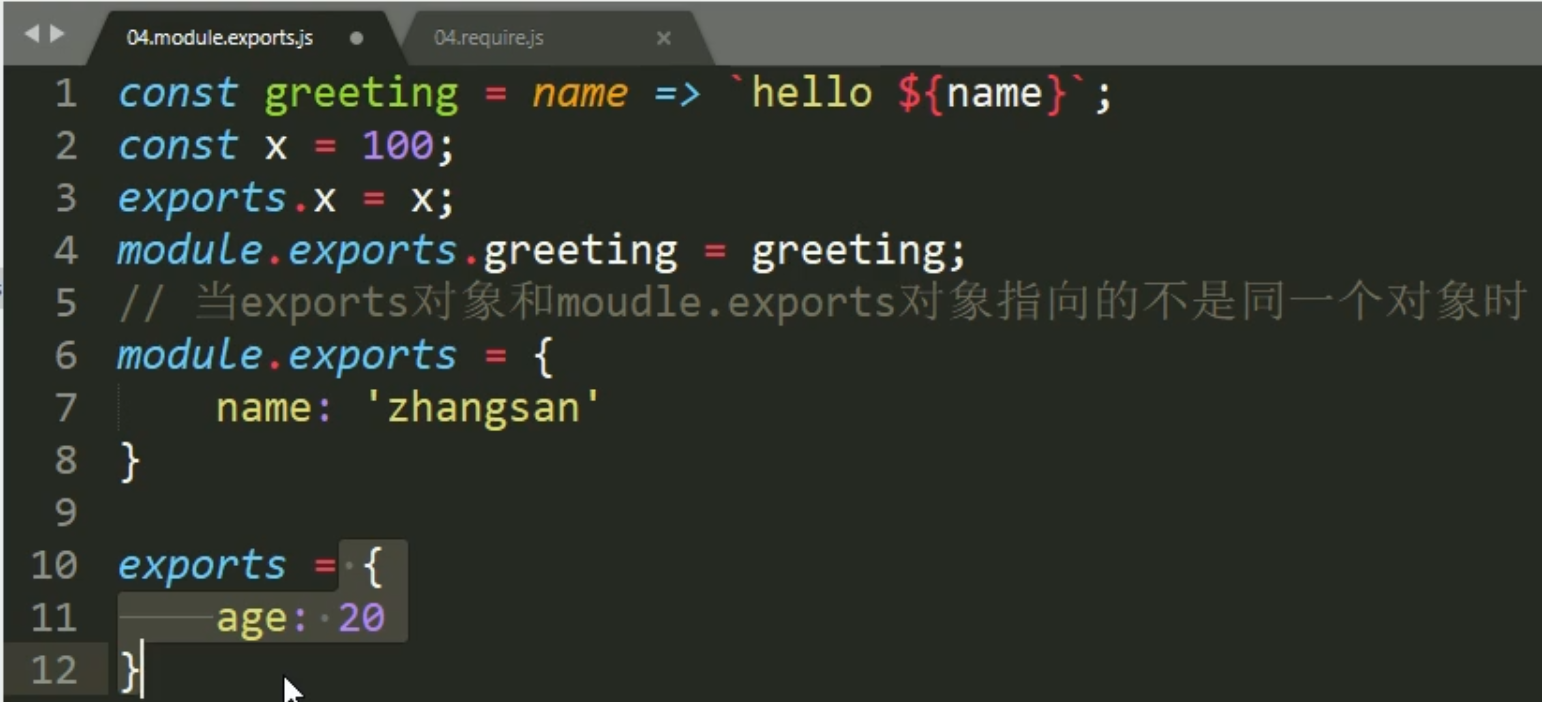 04.module.exports.js
04.require.js
1 const greeting = name => `hello ${name}`;
2 const x = 100;
3 exports.x = x;
4 module.exports.greeting = greeting;
5 // 当exports对象和moudle.exports对象指向的不是同一个对象时
6 module.exports = {
7 name: 'zhangsan'
8 }
9
10 exports = {
11 age: 20
12 }